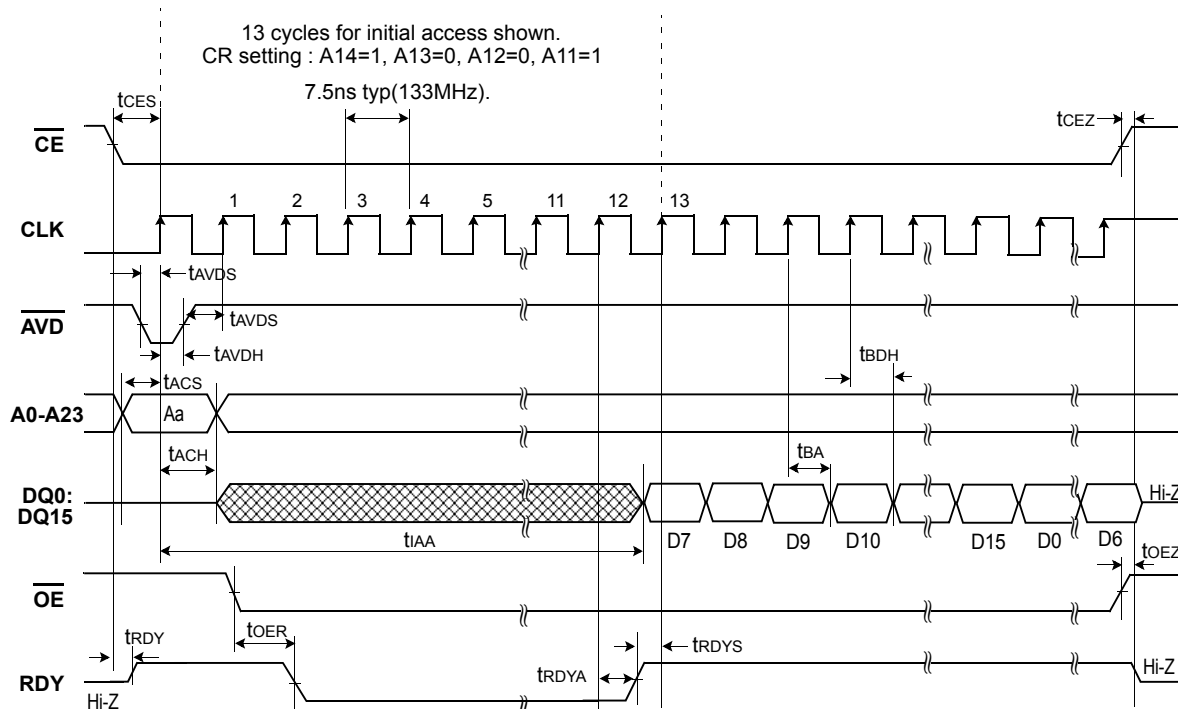 13 cycles for initial access shown.
CR setting : A14=1, A13=0, A12=0, A11=1
7.5ns typ(133MHz).
tCES
tCEZ
CE
1 2 3 4 5 11 12 13
CLK
tAVDS
AVD
tAVDS
tAVDH
tBDH
tACS
A0-A23
Aa
tACH
tBA
DQ0:
DQ15
Hi-Z
D7 D8 D9 D10 D15 D0 D6
tIAA
tOEZ
OE
tRDY
tOER
tRDYS
tRDYA
RDY
Hi-Z
Hi-Z